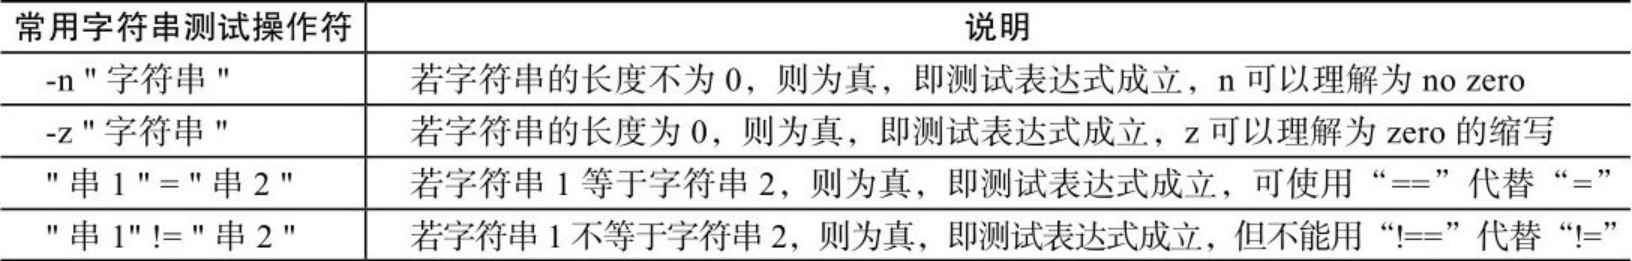 常用字符串测试操作符 说明
-n " 字符串 " 若字符串的长度不为 0，则为真，即测试表达式成立，n 可以理解为 no zero
-z " 字符串 " 若字符串的长度为 0，则为真，即测试表达式成立，z 可以理解为 zero 的缩写
" 串 1 " = " 串 2 " 若字符串 1 等于字符串 2，则为真，即测试表达式成立，可使用“==”代替“=”
" 串 1" != " 串 2 " 若字符串 1 不等于字符串 2，则为真，即测试表达式成立，但不能用“!==”代替“!=”